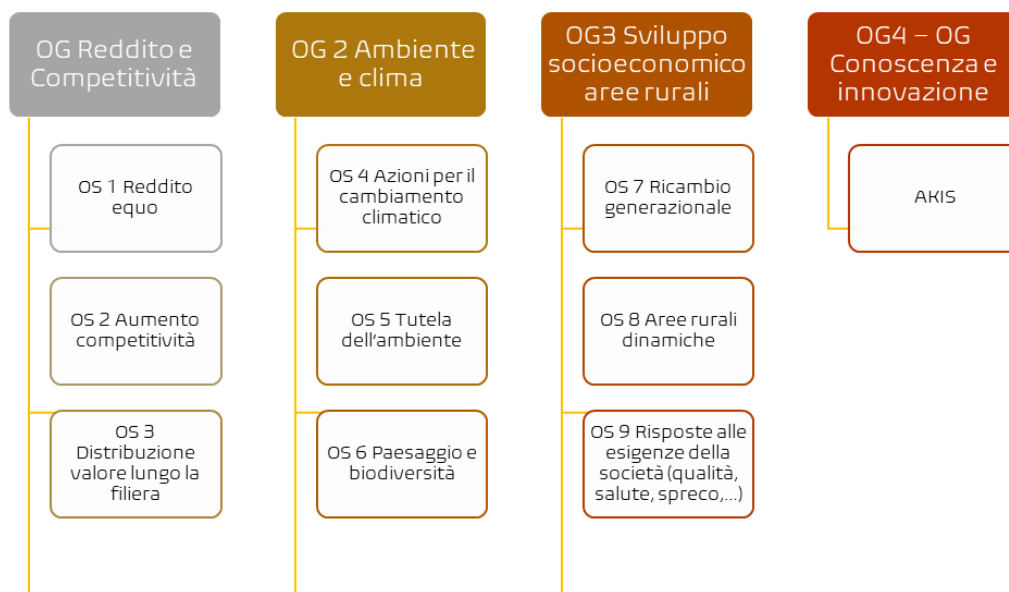 OG Reddito e
Competitività
OS 1 Reddito
equo
OS 2 Aumento
competitività
OS 3
Distribuzione
valore lungo la
filiera
OG 2 Ambiente
e clima
OS 4 Azioni per il
cambiamento
climatico
OS 5 Tutela
dell'ambiente
OS 6 Paesaggio e
biodiversità
OG3 Sviluppo
socioeconomico
aree rurali
OS 7 Ricambio
generazionale
OS 8 Aree rurali
dinamiche
OS 9 Risposte alle
esigenze della
società (qualità,
salute, spreco,...)
OG4 – OG
Conoscenza e
innovazione
AKIS